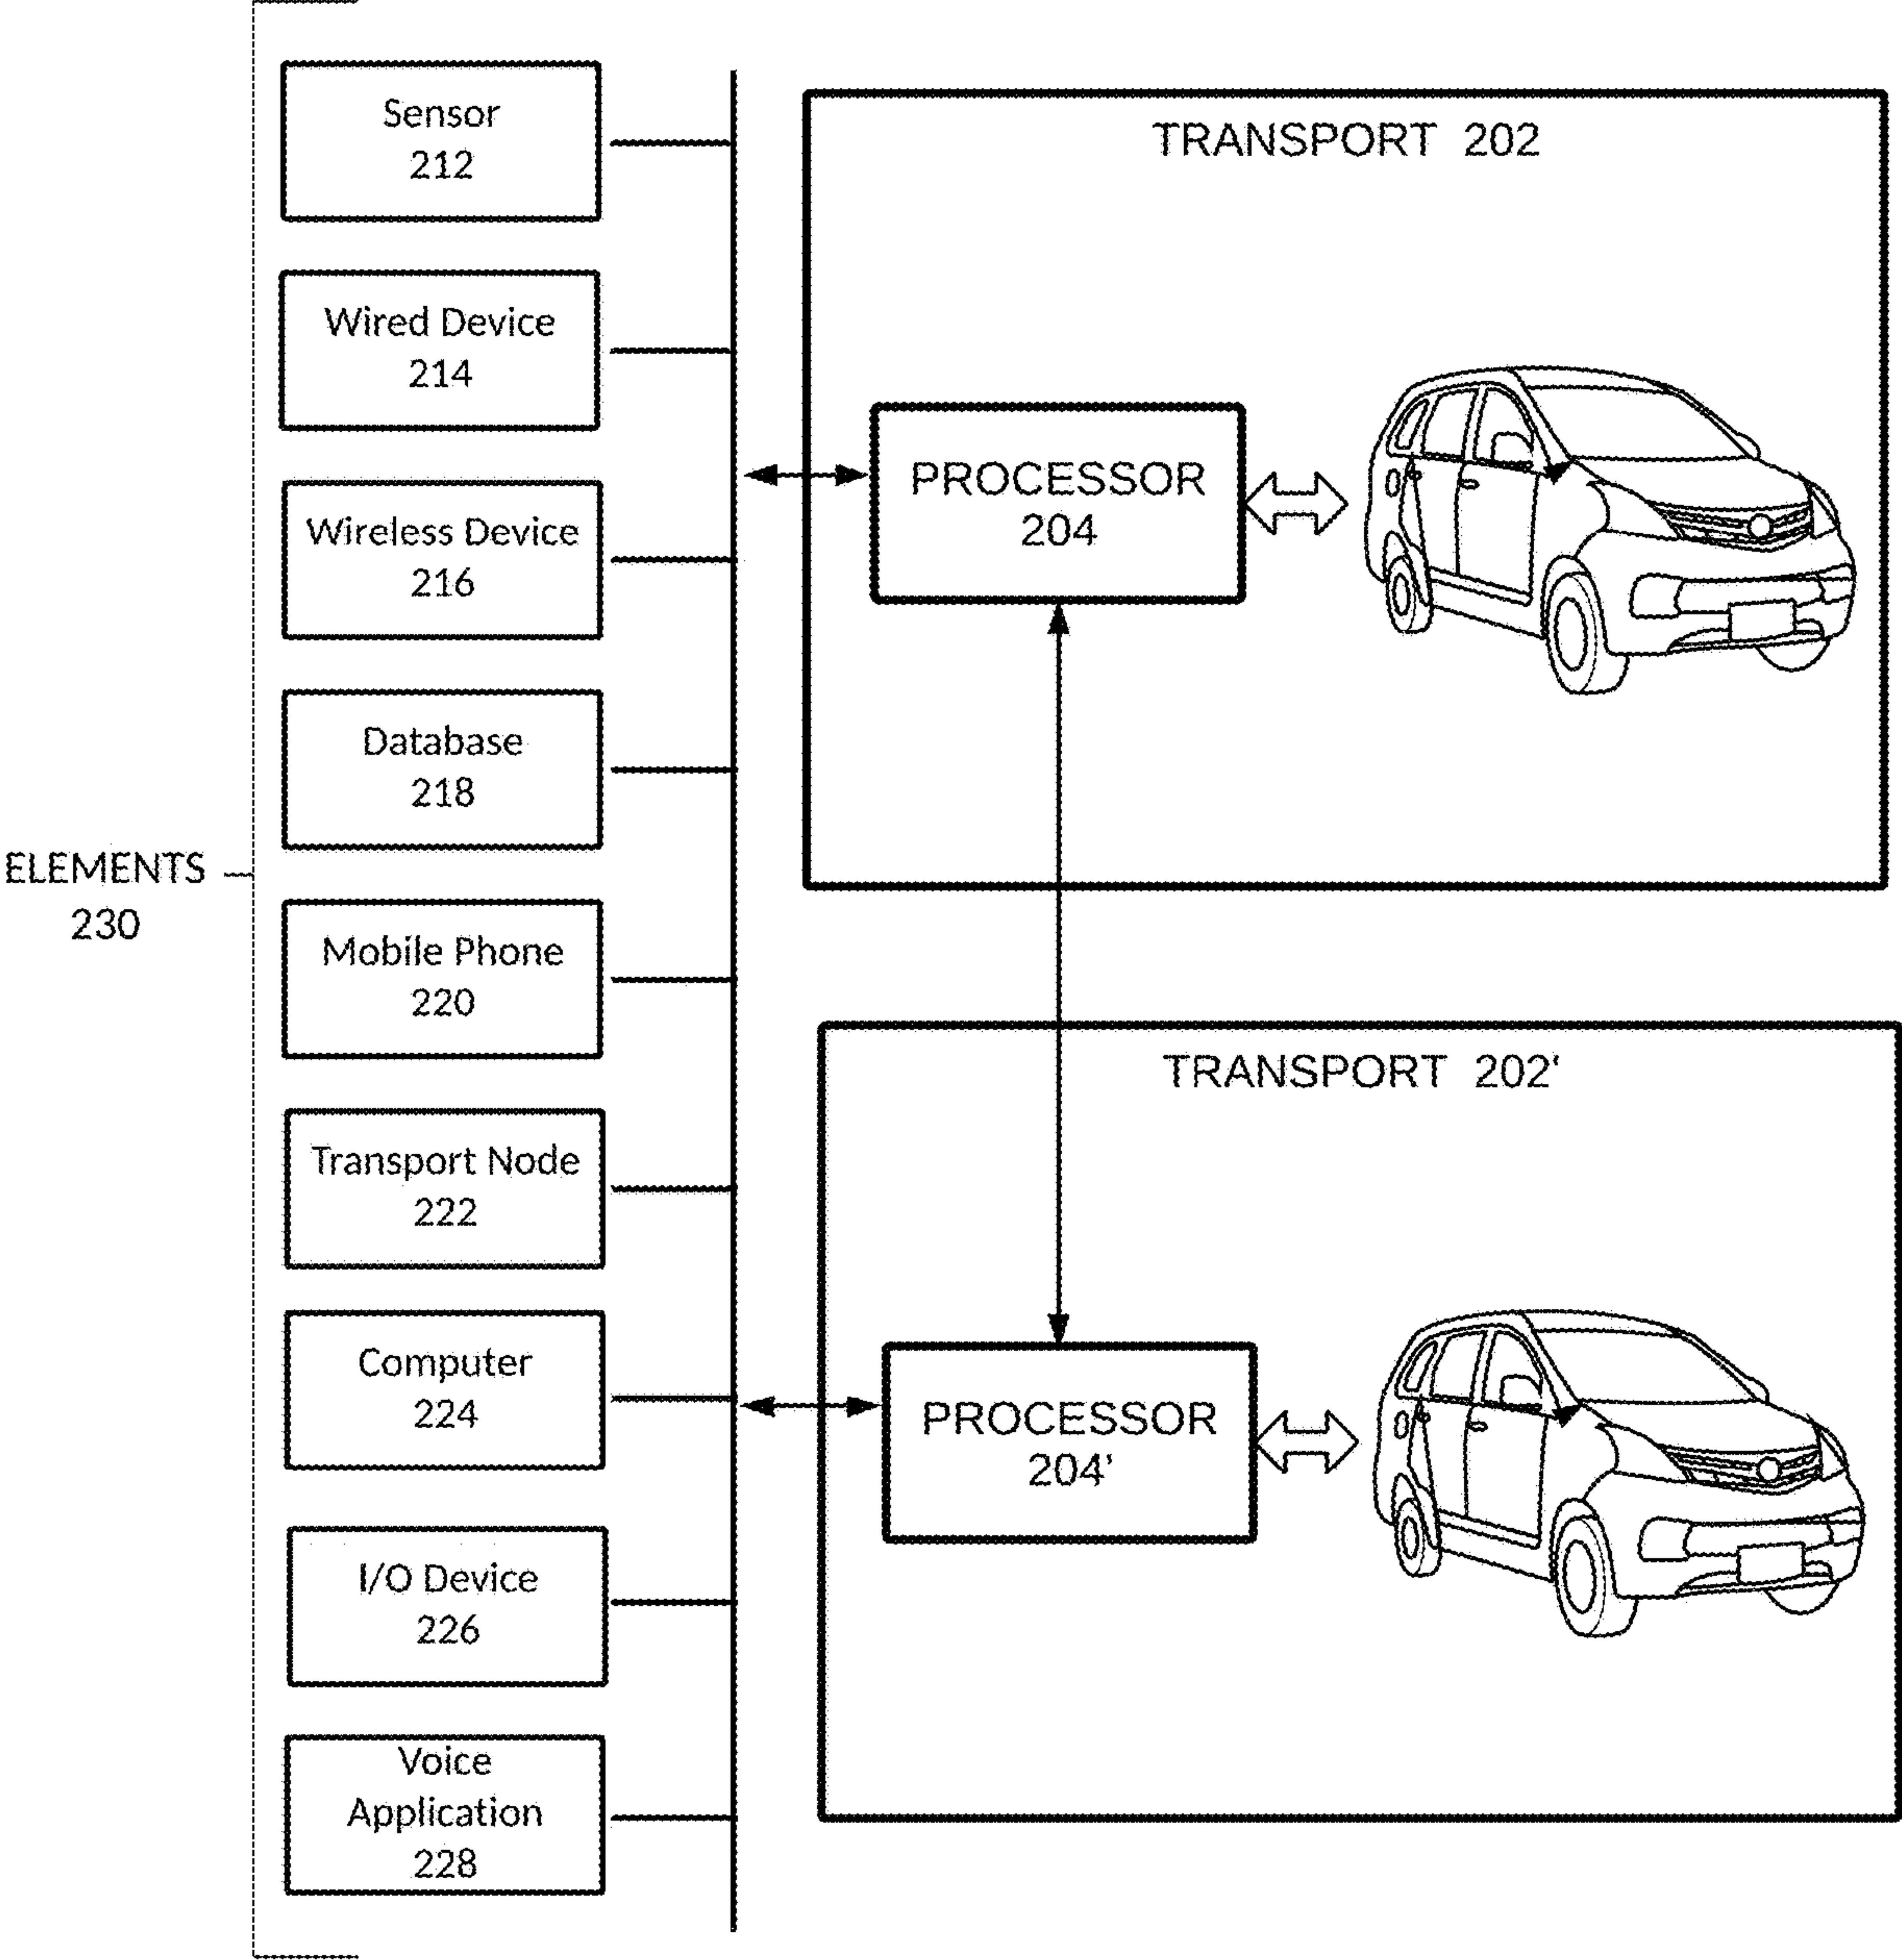 ELEMENTS
230
Sensor
212
Wired Device
214
Wireless Device
216
Database
218
Mobile Phone
220
Transport Node
222
Computer
224
I/O Device
226
Voice
Application
228
TRANSPORT 202
PROCESSOR
204
TRANSPORT 202‘
PROCESSOR
204’